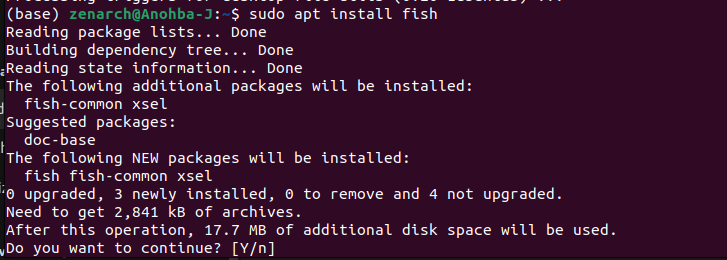 (base) zenarch@Anohba-J:~$ sudo apt install fish
Reading package lists... Done
Building dependency tree... Done
Reading state information... Done
The following additional packages will be installed:
  fish-common xsel
Suggested packages:
  doc-base
The following NEW packages will be installed:
  fish fish-common xsel
0 upgraded, 3 newly installed, 0 to remove and 4 not upgraded.
Need to get 2,841 kB of archives.
After this operation, 17.7 MB of additional disk space will be used.
Do you want to continue? [Y/n]